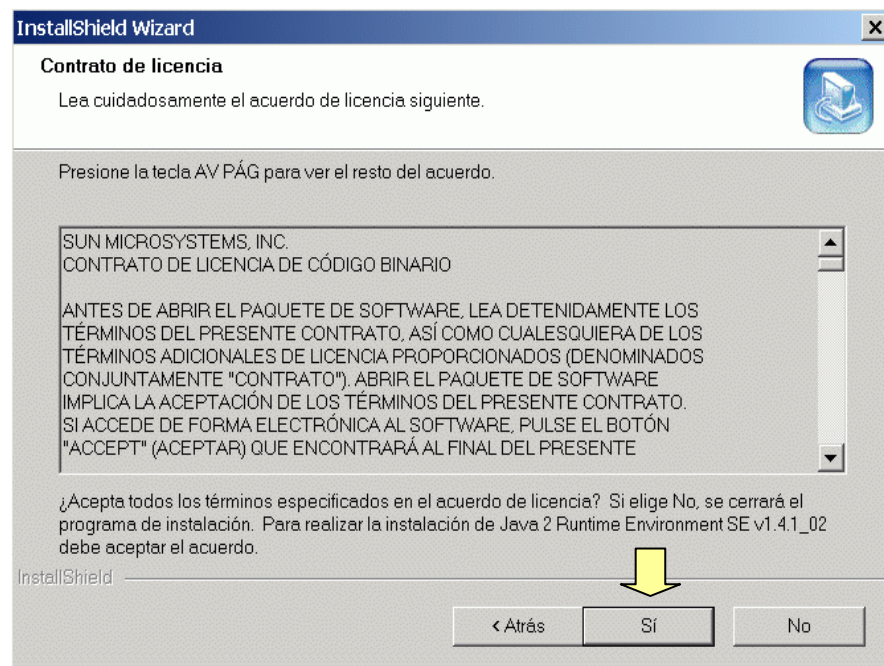 InstallShield Wizard
Contrato de licencia
Lea cuidadosamente el acuerdo de licencia siguiente.
Presione la tecla AV PÁG para ver el resto del acuerdo.
SUN MICROSYSTEMS, INC.
CONTRATO DE LICENCIA DE CÓDIGO BINARIO
ANTES DE ABRIR EL PAQUETE DE SOFTWARE, LEA DETENIDAMENTE LOS
TÉRMINOS DEL PRESENTE CONTRATO, ASÍ COMO CUALESQUIERA DE LOS
TÉRMINOS ADICIONALES DE LICENCIA PROPORCIONADOS (DENOMINADOS
CONJUNTAMENTE "CONTRATO"). ABRIR EL PAQUETE DE SOFTWARE
IMPLICA LA ACEPTACIÓN DE LOS TÉRMINOS DEL PRESENTE CONTRATO.
SI ACCEDE DE FORMA ELECTRÓNICA AL SOFTWARE, PULSE EL BOTÓN
"ACCEPT" (ACEPTAR) QUE ENCONTRARÁ AL FINAL DEL PRESENTE
¿Acepta todos los términos especificados en el acuerdo de licencia? Si elige No, se cerrará el
programa de instalación. Para realizar la instalación de Java 2 Runtime Environment SE v1.4.1_02
debe aceptar el acuerdo.
InstallShield
< Atrás
Sí
No